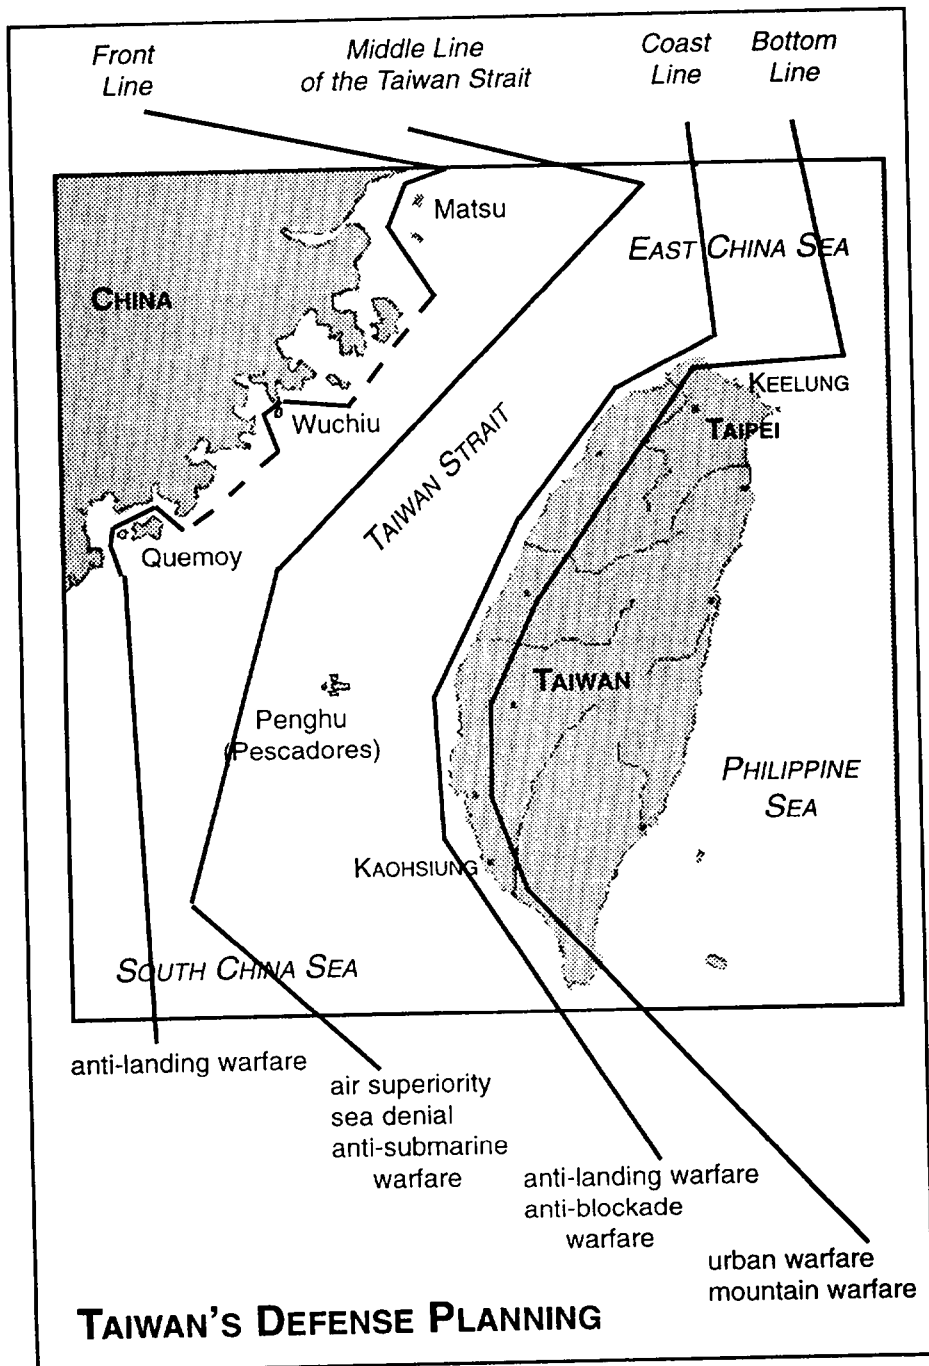 Front
Line
Middle Line
of the Taiwan Strait
Coast
Line
Bottom
Line
Matsu
EAST CHINA SEA
CHINA
KEELUNG
TAIPEI
Wuchiu
TAIWAN STRAIT
Quemoy
TAIWAN
Penghu
(Pescadores)
PHILIPPINE
SEA
KAOHSIUNG
SOUTH CHINA SEA
anti-landing warfare
air superiority
sea denial
anti-submarine
warfare
anti-landing warfare
anti-blockade
warfare
urban warfare
mountain warfare
TAIWAN'S DEFENSE PLANNING